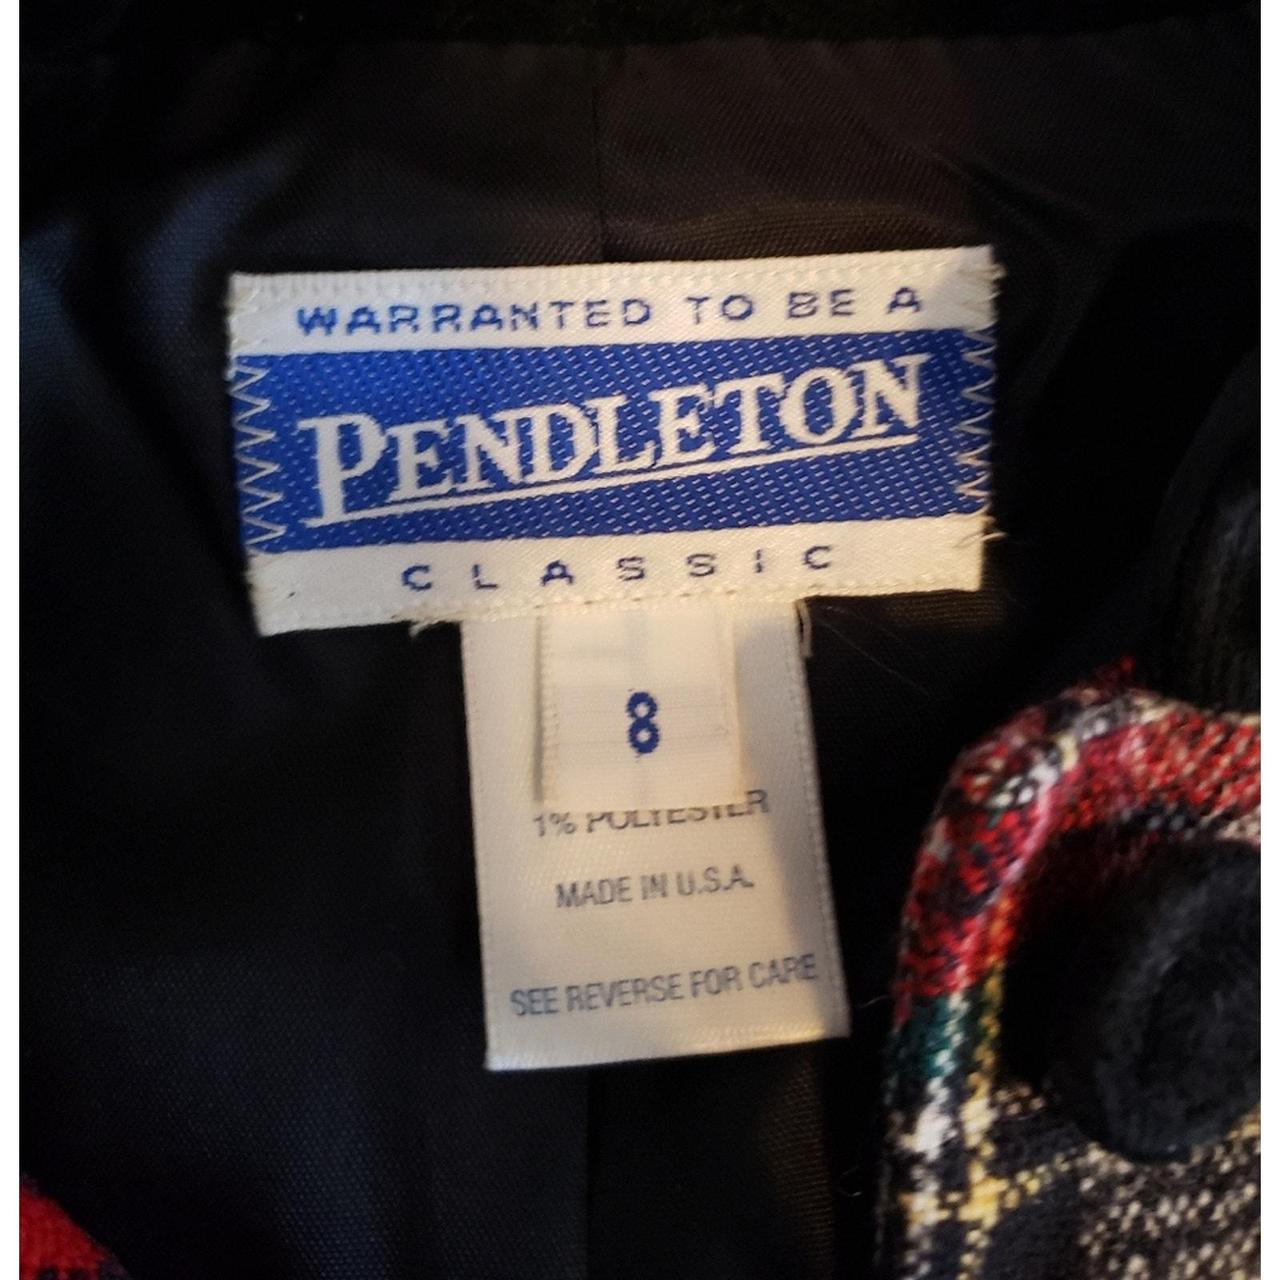 WARRANTED TO BE A
PENDLETON
CLASSIC
8
1% POLYESTER
MADE IN U.S.A.
SEE REVERSE FOR CARE